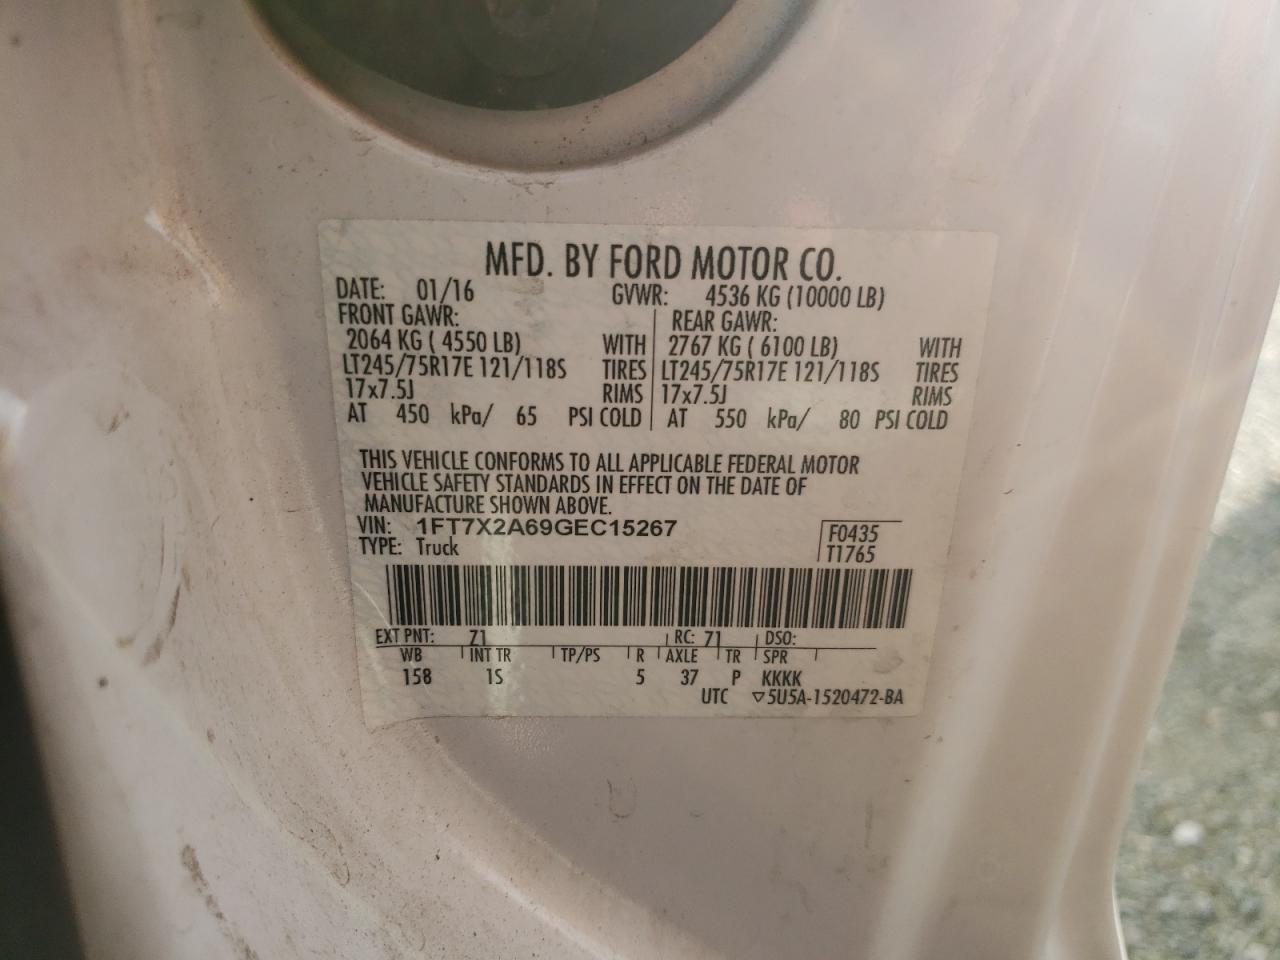 MFD. BY FORD MOTOR CO.
DATE: 01/16 GVWR: 4536 KG (10000 LB)
FRONT GAWR: REAR GAWR:
2064 KG ( 4550 LB) WITH 2767 KG ( 6100 LB) WITH
LT245/75R17E 121/118S TIRES LT245/75R17E 121/118S TIRES
17x7.5J RIMS 17x7.5J RIMS
AT 450 kPa/ 65 PSI COLD AT 550 kPa/ 80 PSI COLD
THIS VEHICLE CONFORMS TO ALL APPLICABLE FEDERAL MOTOR
VEHICLE SAFETY STANDARDS IN EFFECT ON THE DATE OF
MANUFACTURE SHOWN ABOVE.
VIN: 1FT7X2A69GEC15267 F0435
TYPE: Truck T1765
EXT PNT: Z1 RC: 71 DSO:
WB INT TR TP/PS R AXLE TR SPR
158 1S 5 37 P KKKK
UTC ▽5U5A-1520472-BA